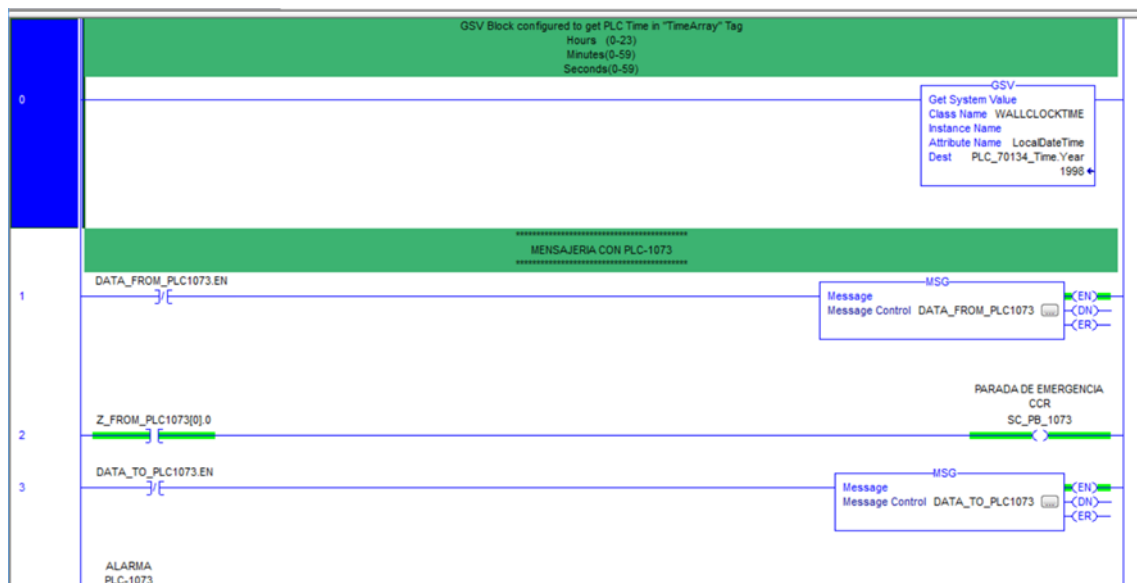 GSV Block configured to get PLC Time in "TimeArray" Tag
Hours (0-23)
Minutes(0-59)
Seconds(0-59)
0
GSV
Get System Value
Class Name WALLCLOCKTIME
Instance Name
Attribute Name LocalDateTime
Dest PLC_70134_Time.Year
1998
******************************************
MENSAJERIA CON PLC-1073
******************************************
1
DATA_FROM_PLC1073.EN
MSG
Message
Message Control DATA_FROM_PLC1073 ...
EN
DN
ER
2
Z_FROM_PLC1073[0].0
PARADA DE EMERGENCIA
CCR
SC_PB_1073
3
DATA_TO_PLC1073.EN
MSG
Message
Message Control DATA_TO_PLC1073 ...
EN
DN
ER
ALARMA
PLC-1073